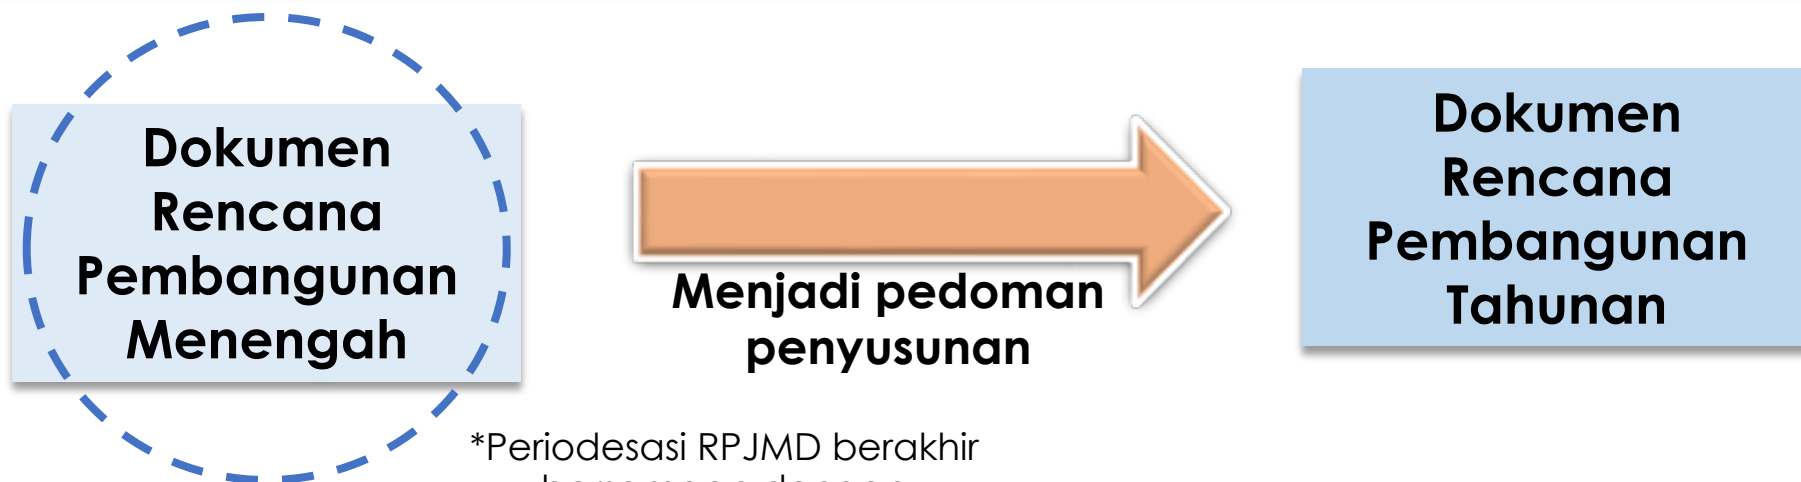 Dokumen
Rencana
Pembangunan
Menengah
Menjadi pedoman
penyusunan
Dokumen
Rencana
Pembangunan
Tahunan
*Periodesasi RPJMD berakhir